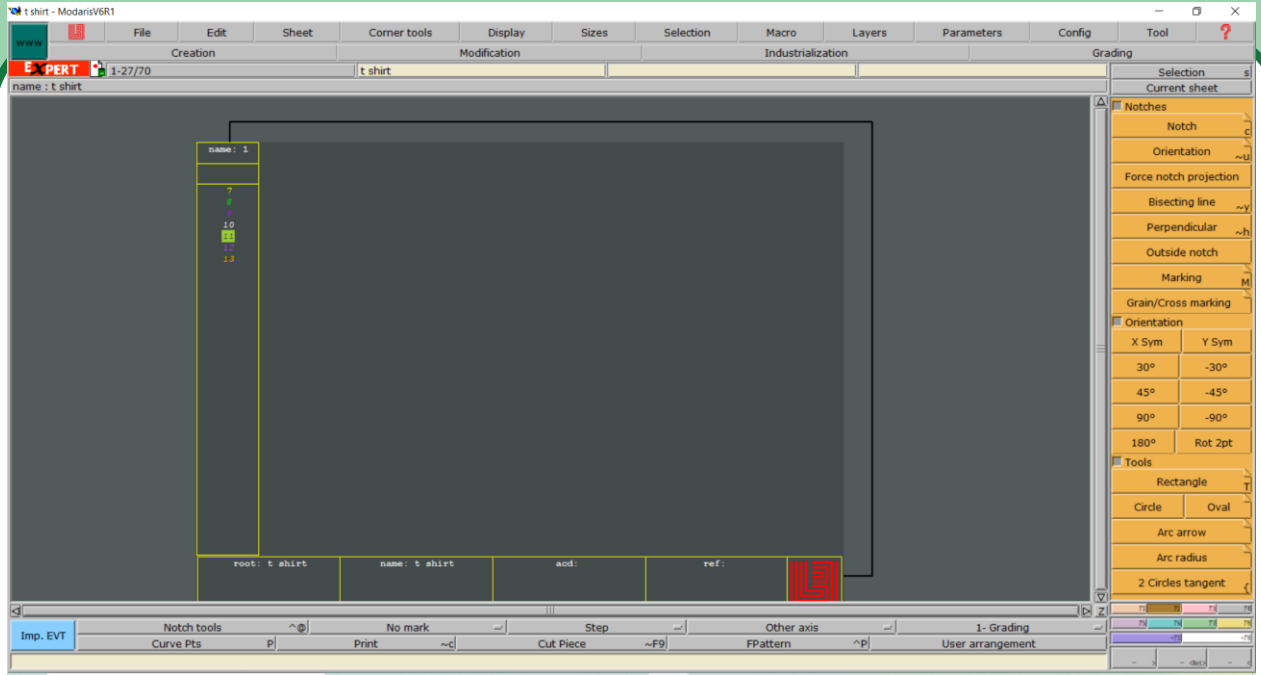 t shirt - ModarisV6R1
www File Edit Sheet Corner tools Display Sizes Selection Macro Layers Parameters Config Tool ?
Creation Modification Industrialization Grading
EXPERT 1-27/70 t shirt Selection s
name : t shirt Current sheet
Notches
Notch c
Orientation ~u
Force notch projection
Bisecting line ~y
Perpendicular ~h
Outside notch
Marking M
Grain/Cross marking
Orientation
X Sym Y Sym
30° -30°
45° -45°
90° -90°
180° Rot 2pt
Tools
Rectangle T
Circle Oval
Arc arrow
Arc radius
2 Circles tangent {
name: 1
7
8
9
10
11
12
13
root: t shirt name: t shirt acd: ref:
Z
Imp. EVT
Notch tools ^@ No mark Step Other axis 1- Grading
Curve Pts P Print ~c Cut Piece ~F9 FPattern ^P User arrangement